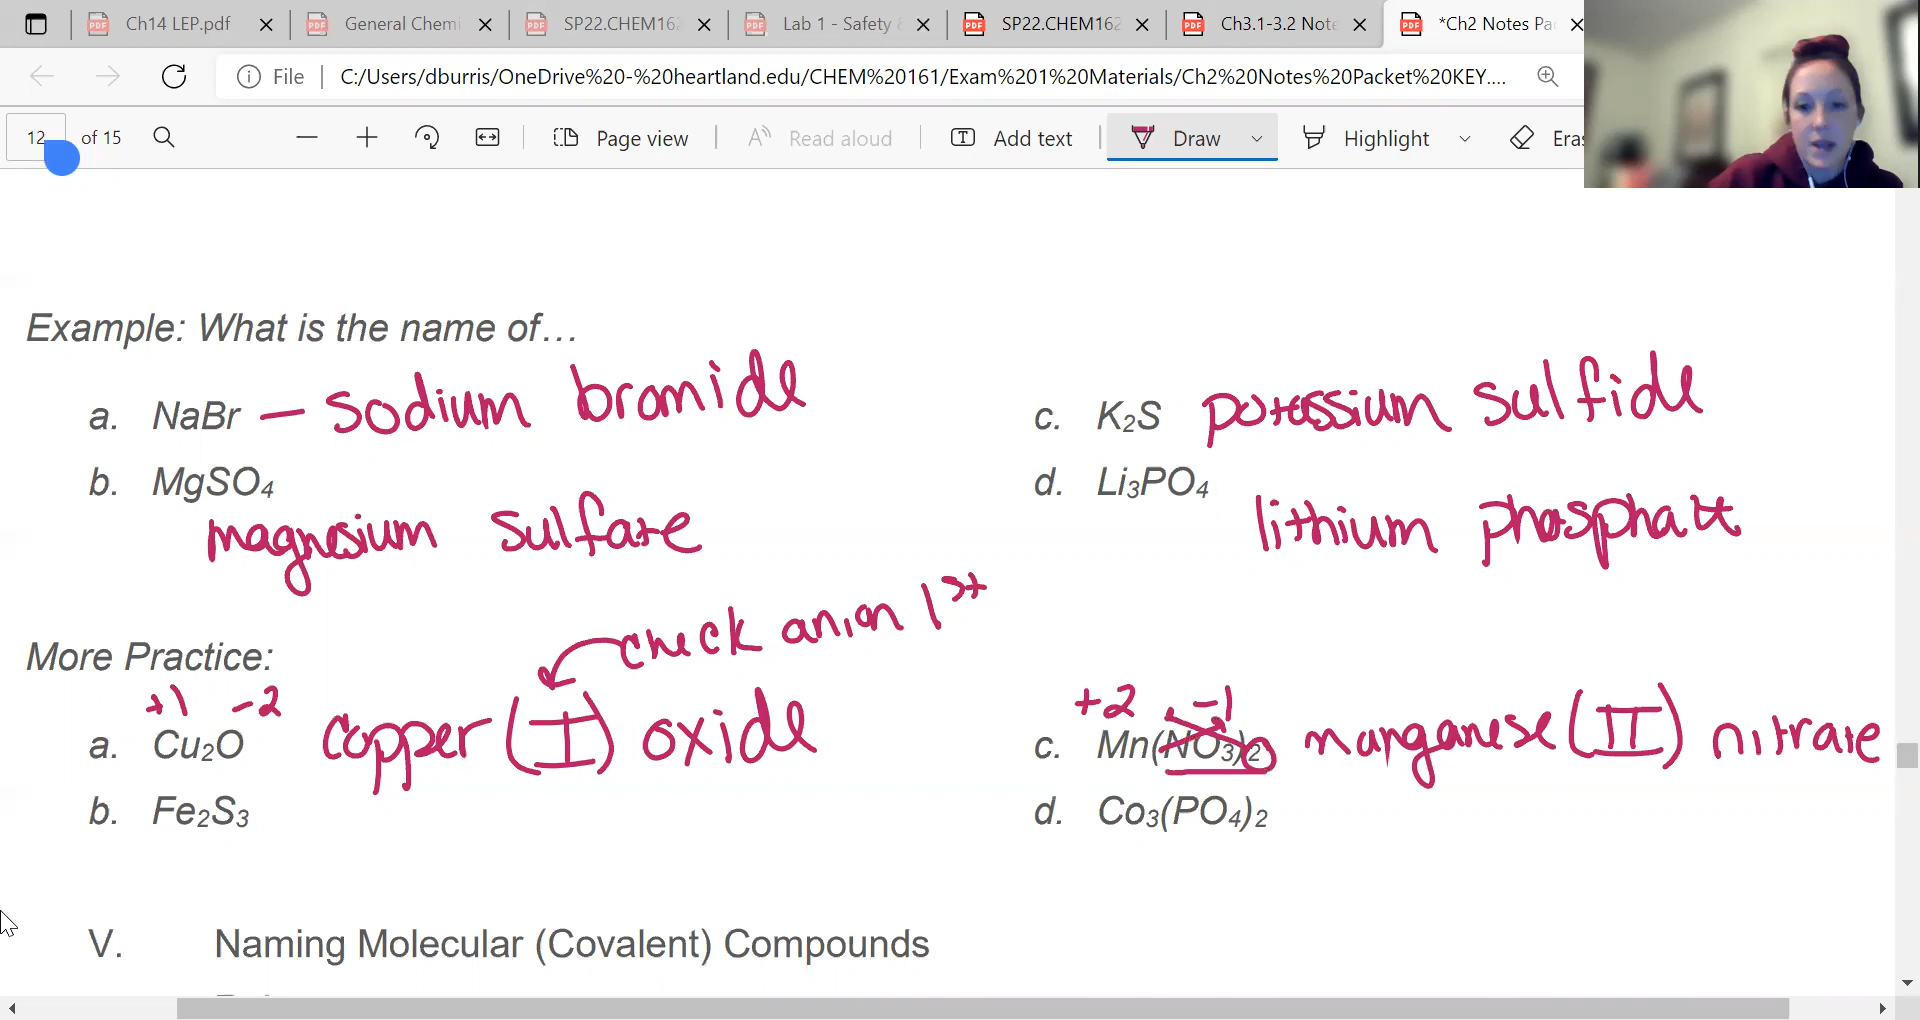 Ch14 LEP.pdf
General Chemi
SP22.CHEM162
Lab 1 - Safety &
SP22.CHEM162
Ch3.1-3.2 Note
*Ch2 Notes Pa
File
C:/Users/dburris/OneDrive%20-%20heartland.edu/CHEM%20161/Exam%201%20Materials/Ch2%20Notes%20Packet%20KEY....
12 of 15
Page view
Read aloud
Add text
Draw
Highlight
Eras
Example: What is the name of…
a. NaBr — sodium bromide
b. MgSO4
magnesium sulfate
c. K2S potassium sulfide
d. Li3PO4
lithium phosphate
check anion 1st
More Practice:
+1 -2
a. Cu2O copper (I) oxide
b. Fe2S3
+2 -1
c. Mn(NO3)2 manganese (II) nitrate
d. Co3(PO4)2
V. Naming Molecular (Covalent) Compounds